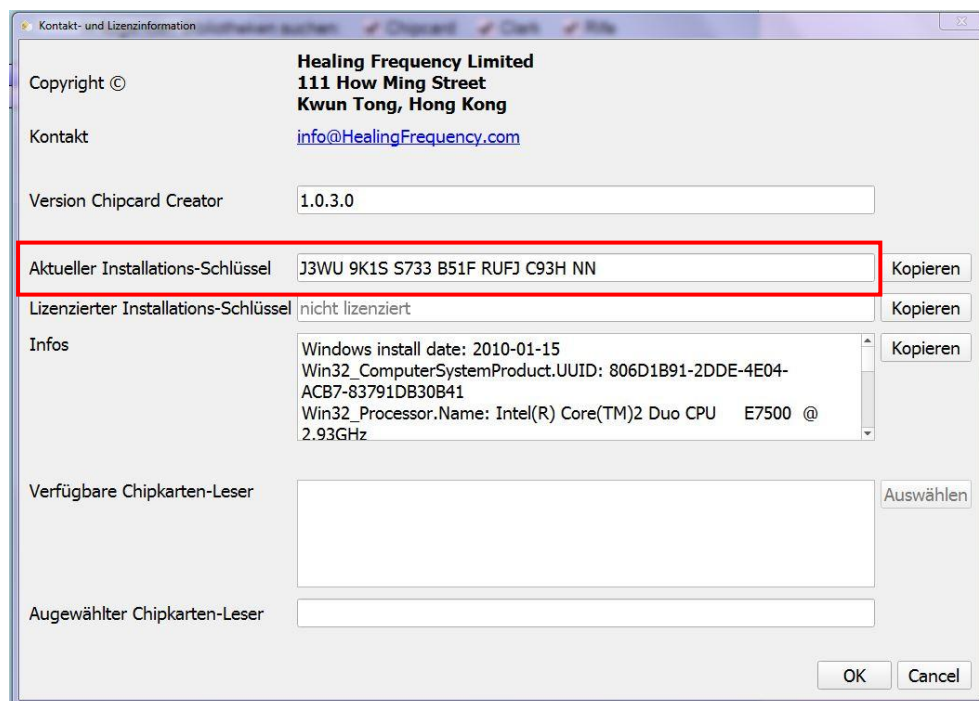 Kontakt- und Lizenzinformation
suchen: Chipcard Clark Rife
Copyright ©
Healing Frequency Limited
111 How Ming Street
Kwun Tong, Hong Kong
Kontakt info@HealingFrequency.com
Version Chipcard Creator 1.0.3.0
Aktueller Installations-Schlüssel J3WU 9K1S S733 B51F RUFJ C93H NN Kopieren
Lizenzierter Installations-Schlüssel nicht lizenziert Kopieren
Infos Kopieren
Windows install date: 2010-01-15
Win32_ComputerSystemProduct.UUID: 806D1B91-2DDE-4E04-
ACB7-83791DB30B41
Win32_Processor.Name: Intel(R) Core(TM)2 Duo CPU E7500 @
2.93GHz
Verfügbare Chipkarten-Leser Auswählen
Augewählter Chipkarten-Leser
OK Cancel